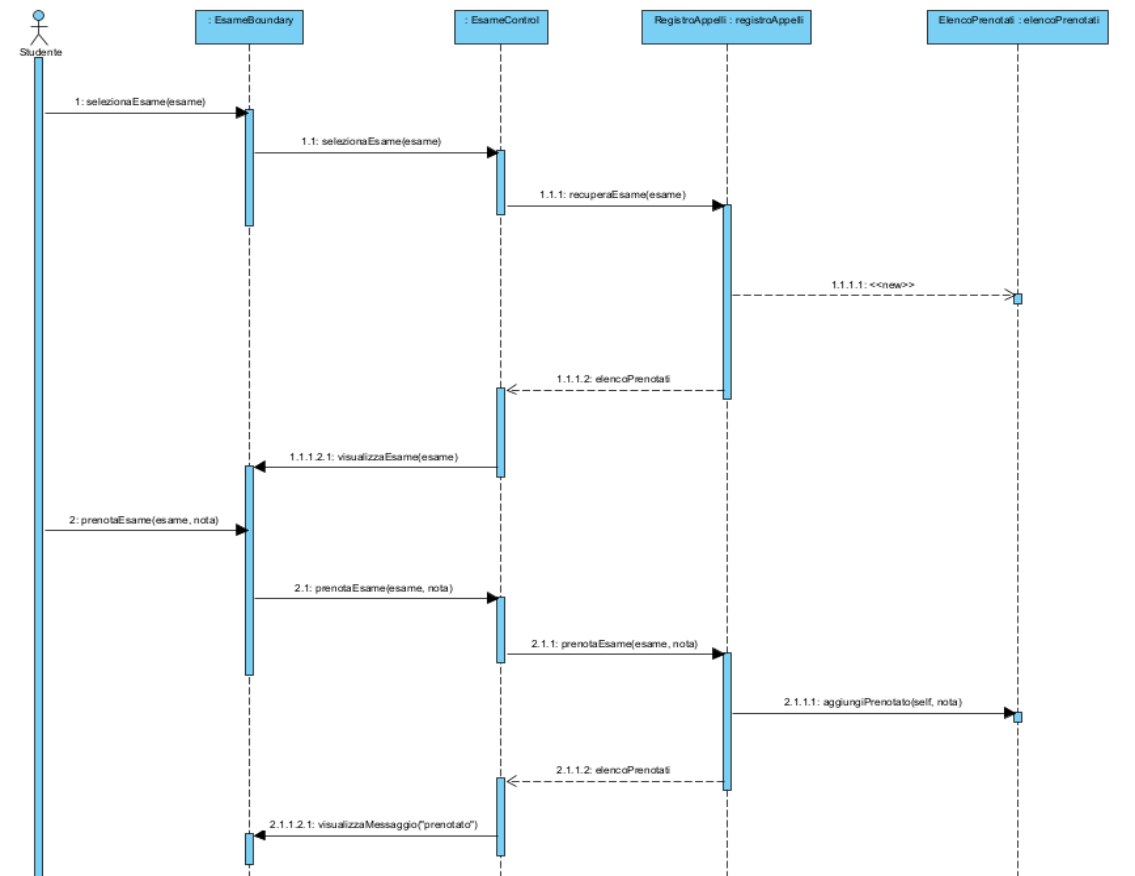 : EsameBoundary
: EsameControl
RegistroAppelli : registroAppelli
ElencoPrenotati : elencoPrenotati
Studente
1: selezionaEsame(esame)
1.1: selezionaEsame(esame)
1.1.1: recuperaEsame(esame)
1.1.1.1: <<new>>
1.1.1.2: elencoPrenotati
1.1.1.2.1: visualizzaEsame(esame)
2: prenotaEsame(esame, nota)
2.1: prenotaEsame(esame, nota)
2.1.1: prenotaEsame(esame, nota)
2.1.1.1: aggiungiPrenotato(self, nota)
2.1.1.2: elencoPrenotati
2.1.1.2.1: visualizzaMessaggio("prenotato")